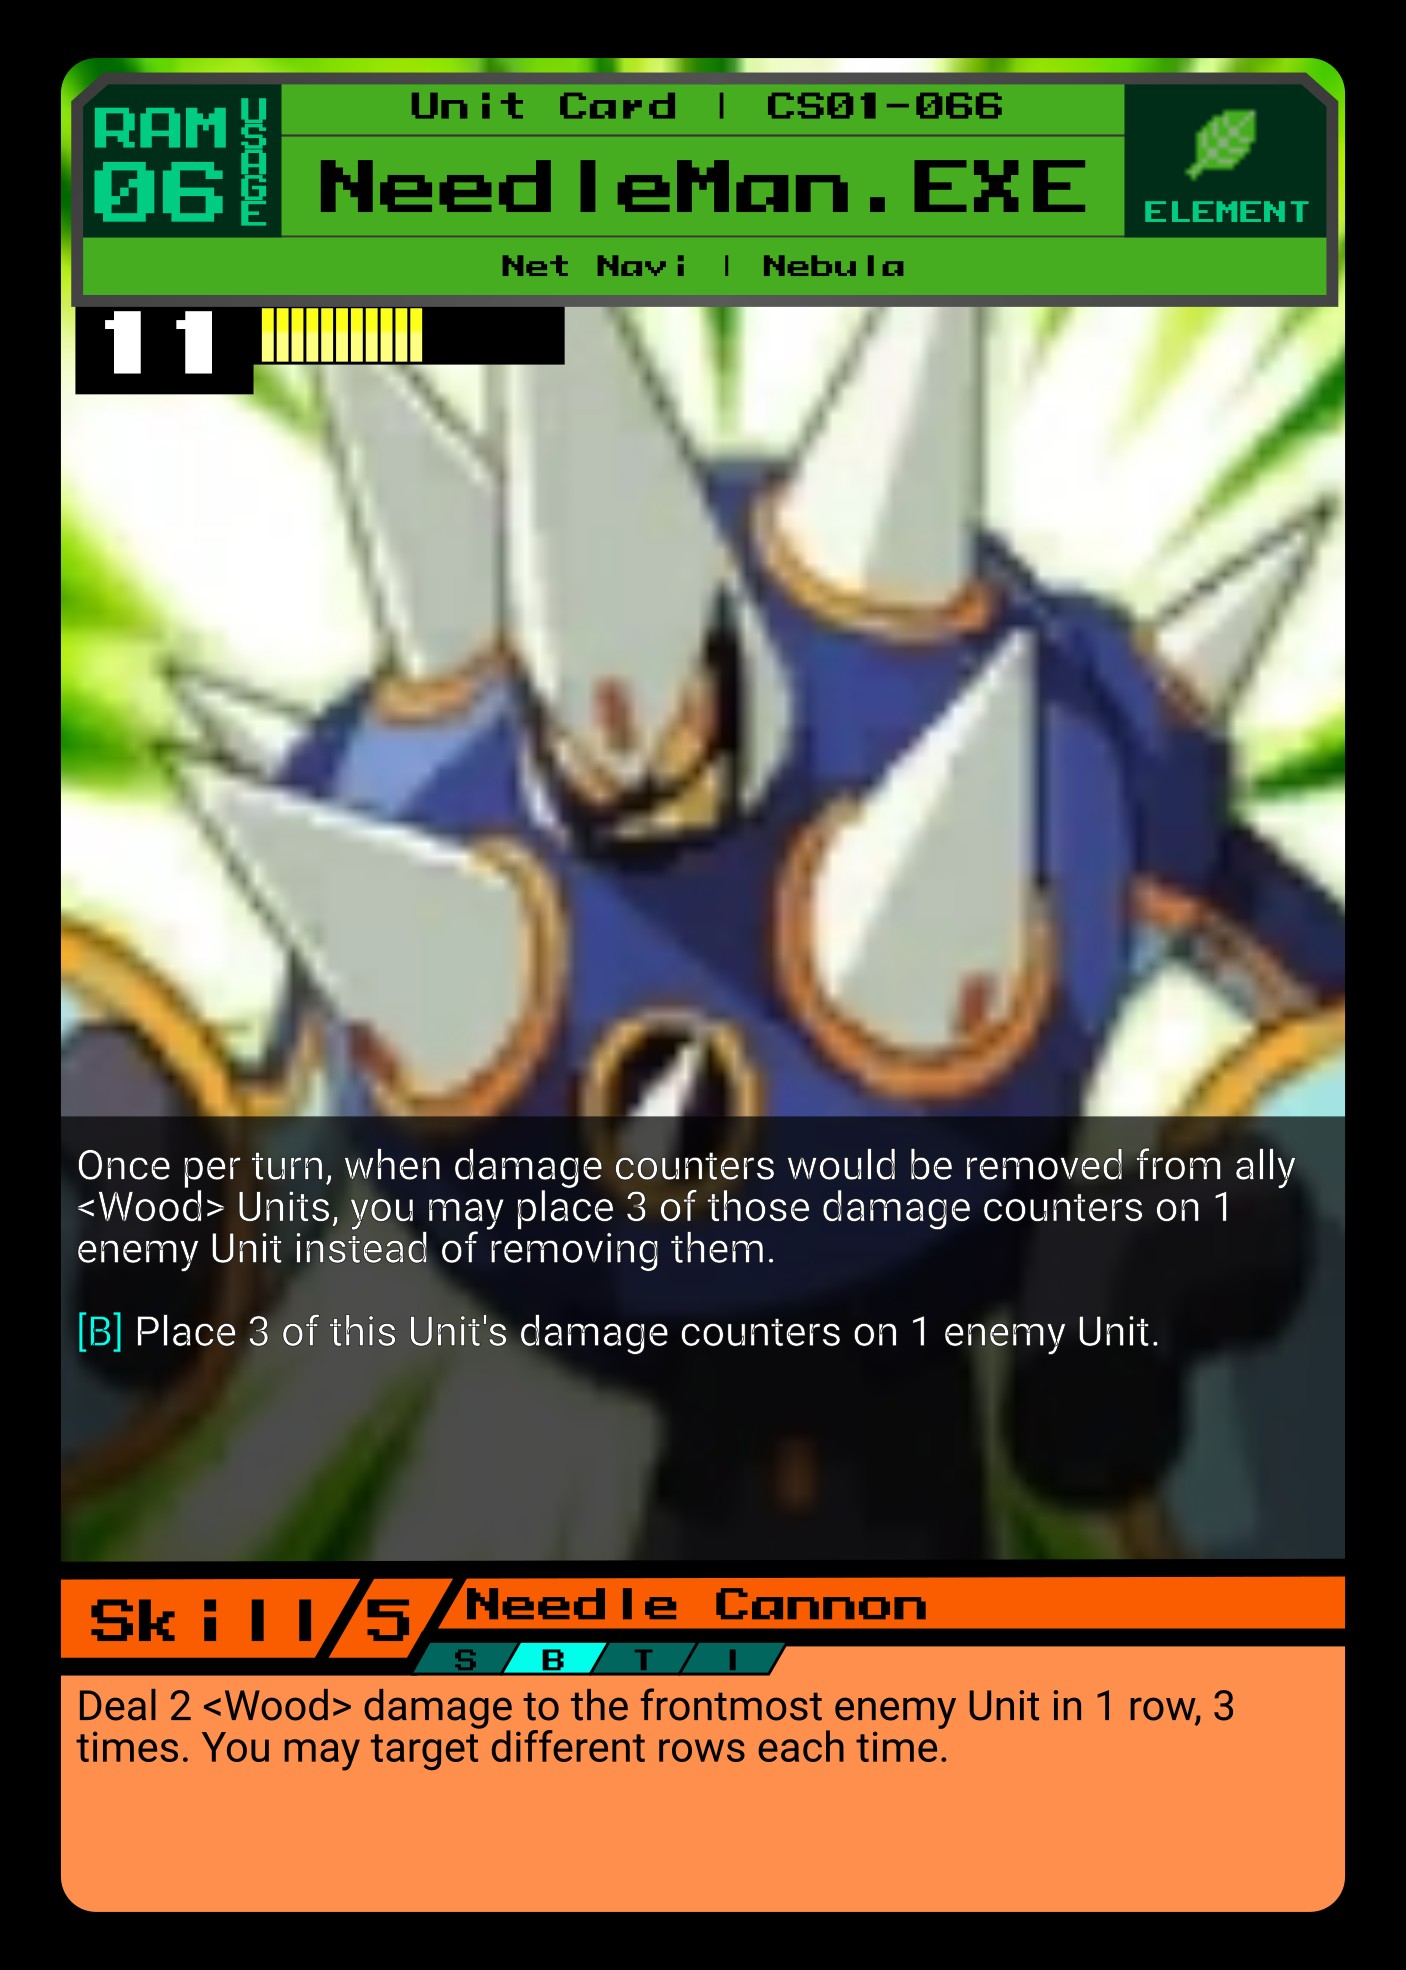 RAM
06
USAGE
Unit Card | CS01-066
NeedleMan.EXE
ELEMENT
Net Navi | Nebula
11
Once per turn, when damage counters would be removed from ally
<Wood> Units, you may place 3 of those damage counters on 1
enemy Unit instead of removing them.
[B] Place 3 of this Unit's damage counters on 1 enemy Unit.
Skill/5/Needle Cannon
S B T I
Deal 2 <Wood> damage to the frontmost enemy Unit in 1 row, 3
times. You may target different rows each time.